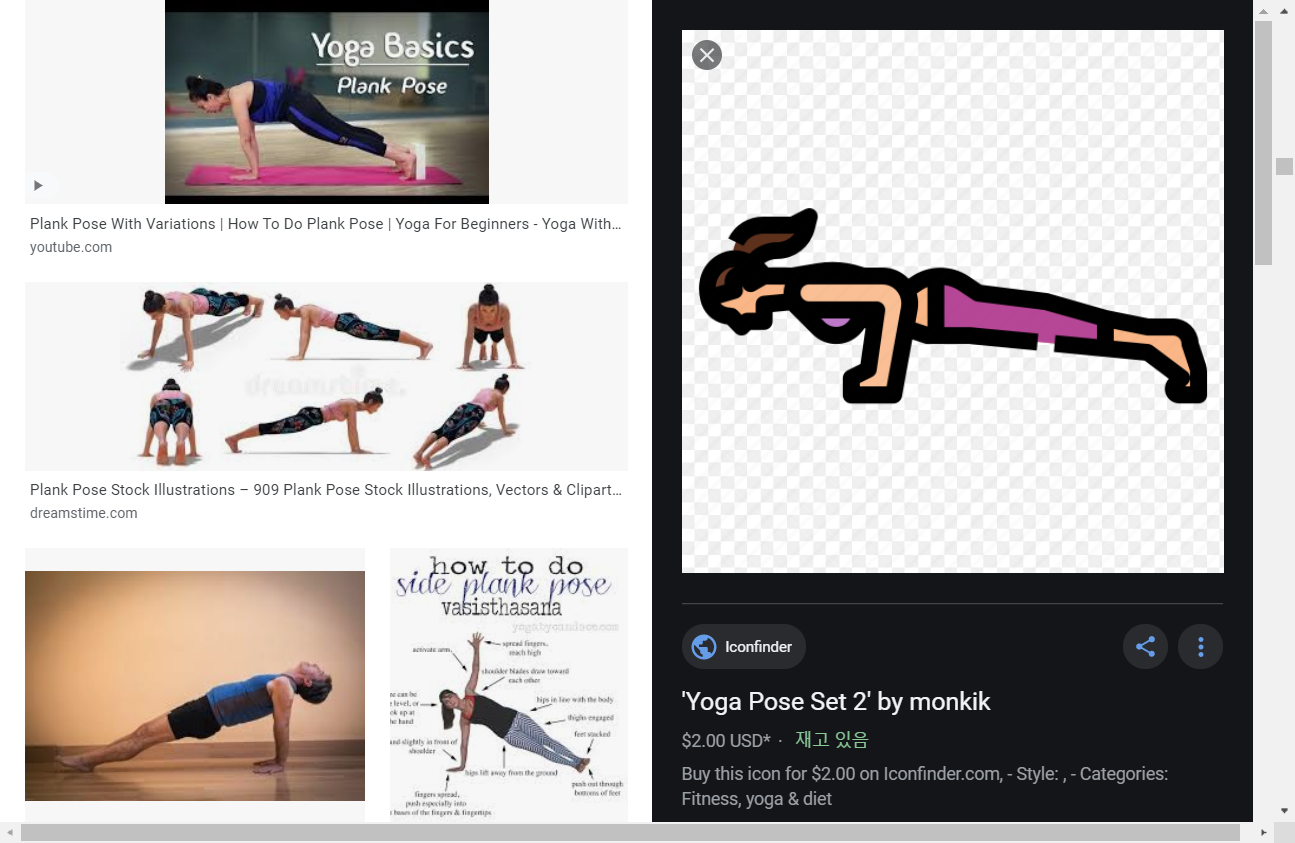 Yoga Basics
Plank Pose
Plank Pose With Variations | How To Do Plank Pose | Yoga For Beginners - Yoga With...
youtube.com
dreamstime.
Plank Pose Stock Illustrations – 909 Plank Pose Stock Illustrations, Vectors & Clipart...
dreamstime.com
how to do
side plank pose
vasisthasana
yogabycandace.com
spread fingers,
reach high
activate arm,
shoulder blades draw toward
each other
ne can be
level, or
ok up at
he hand
hips in line with the body
thighs engaged
feet stacked
and slightly in front of
shoulder
hips lift away from the ground
push out through
bottoms of feet
fingers spread,
push especially into
bases of the fingers & fingertips
Iconfinder
'Yoga Pose Set 2' by monkik
$2.00 USD* · 재고 있음
Buy this icon for $2.00 on Iconfinder.com, - Style: , - Categories:
Fitness, yoga & diet